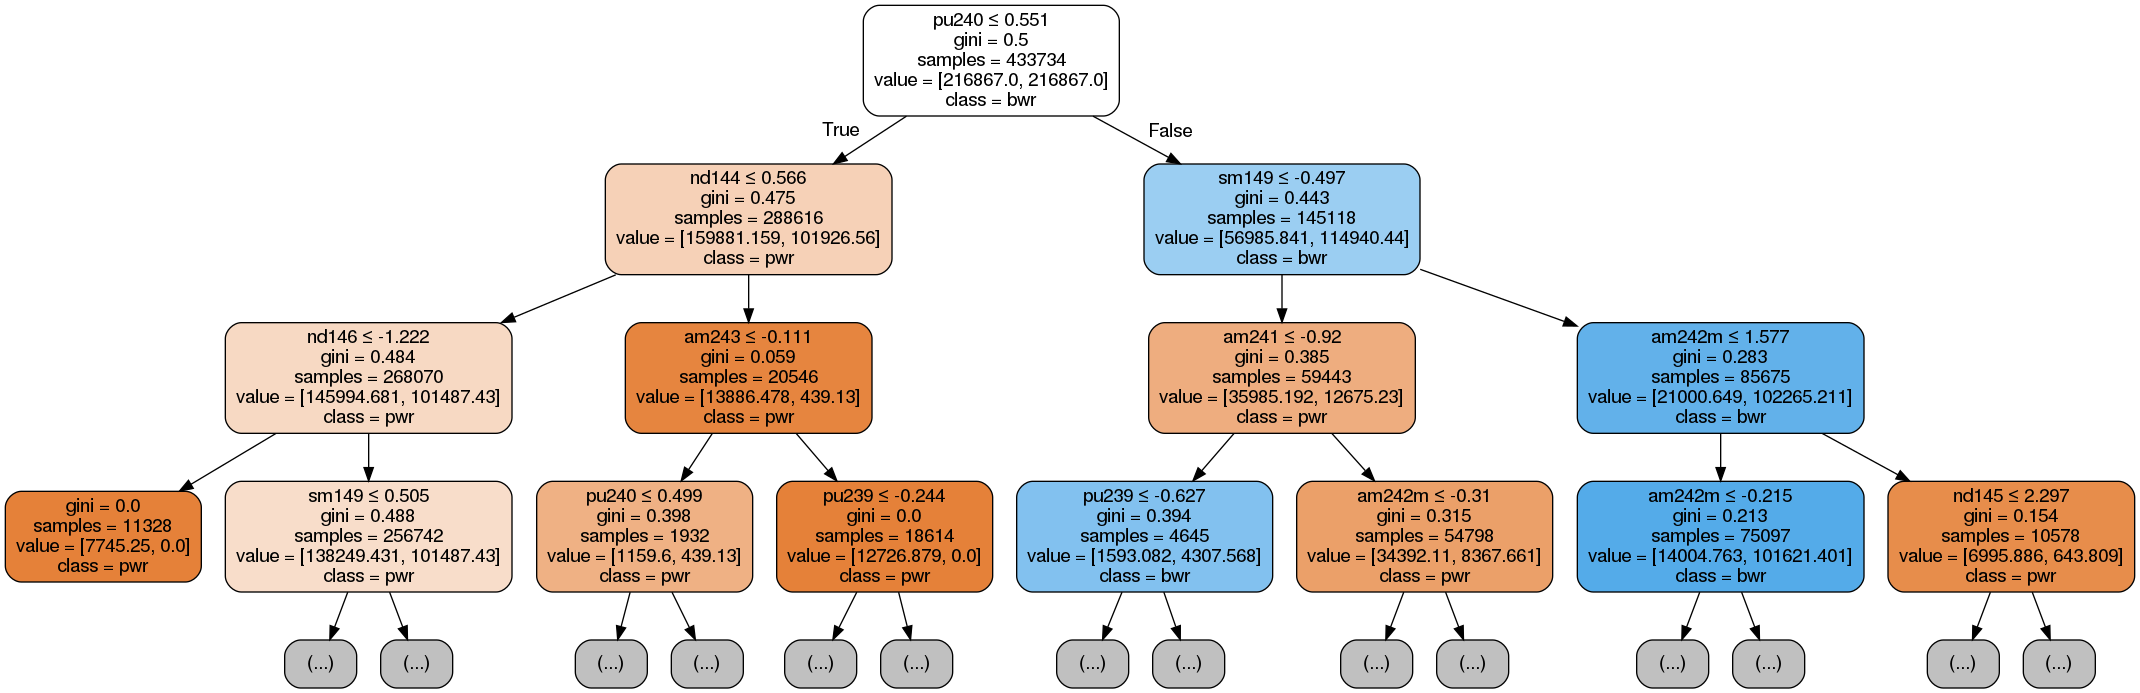 pu240 ≤ 0.551
gini = 0.5
samples = 433734
value = [216867.0, 216867.0]
class = bwr
True
False
nd144 ≤ 0.566
gini = 0.475
samples = 288616
value = [159881.159, 101926.56]
class = pwr
sm149 ≤ -0.497
gini = 0.443
samples = 145118
value = [56985.841, 114940.44]
class = bwr
nd146 ≤ -1.222
gini = 0.484
samples = 268070
value = [145994.681, 101487.43]
class = pwr
am243 ≤ -0.111
gini = 0.059
samples = 20546
value = [13886.478, 439.13]
class = pwr
am241 ≤ -0.92
gini = 0.385
samples = 59443
value = [35985.192, 12675.23]
class = pwr
am242m ≤ 1.577
gini = 0.283
samples = 85675
value = [21000.649, 102265.211]
class = bwr
gini = 0.0
samples = 11328
value = [7745.25, 0.0]
class = pwr
sm149 ≤ 0.505
gini = 0.488
samples = 256742
value = [138249.431, 101487.43]
class = pwr
pu240 ≤ 0.499
gini = 0.398
samples = 1932
value = [1159.6, 439.13]
class = pwr
pu239 ≤ -0.244
gini = 0.0
samples = 18614
value = [12726.879, 0.0]
class = pwr
pu239 ≤ -0.627
gini = 0.394
samples = 4645
value = [1593.082, 4307.568]
class = bwr
am242m ≤ -0.31
gini = 0.315
samples = 54798
value = [34392.11, 8367.661]
class = pwr
am242m ≤ -0.215
gini = 0.213
samples = 75097
value = [14004.763, 101621.401]
class = bwr
nd145 ≤ 2.297
gini = 0.154
samples = 10578
value = [6995.886, 643.809]
class = pwr
(...)
(...)
(...)
(...)
(...)
(...)
(...)
(...)
(...)
(...)
(...)
(...)
(...)
(...)